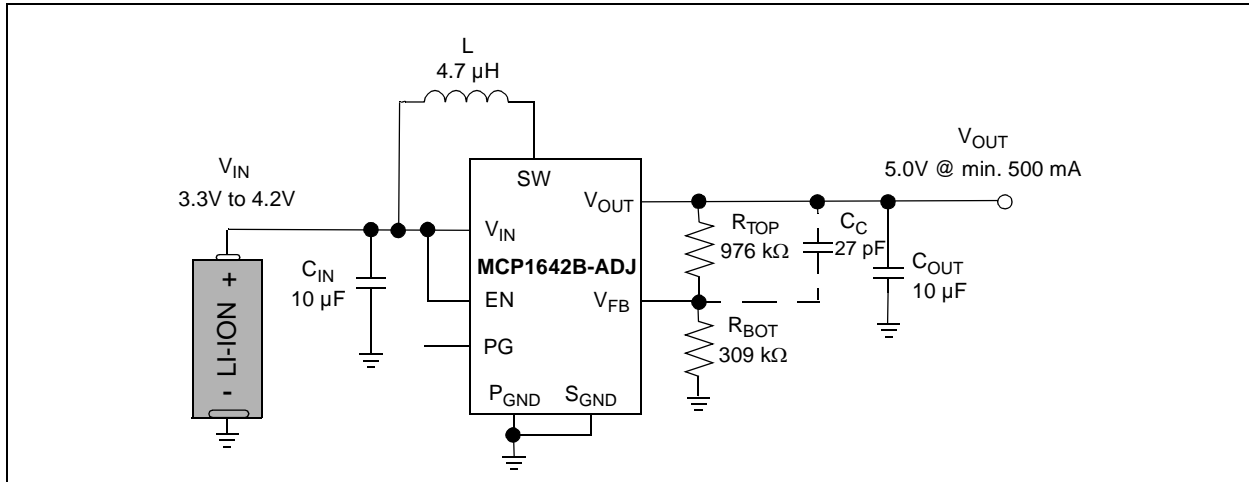 L
4.7 µH
VIN
3.3V to 4.2V
SW
VOUT
5.0V @ min. 500 mA
VOUT
VIN
RTOP
976 kΩ
CC
27 pF
MCP1642B-ADJ
CIN
10 µF
COUT
10 µF
EN
VFB
LI-ION
+
-
RBOT
309 kΩ
PG
PGND
SGND